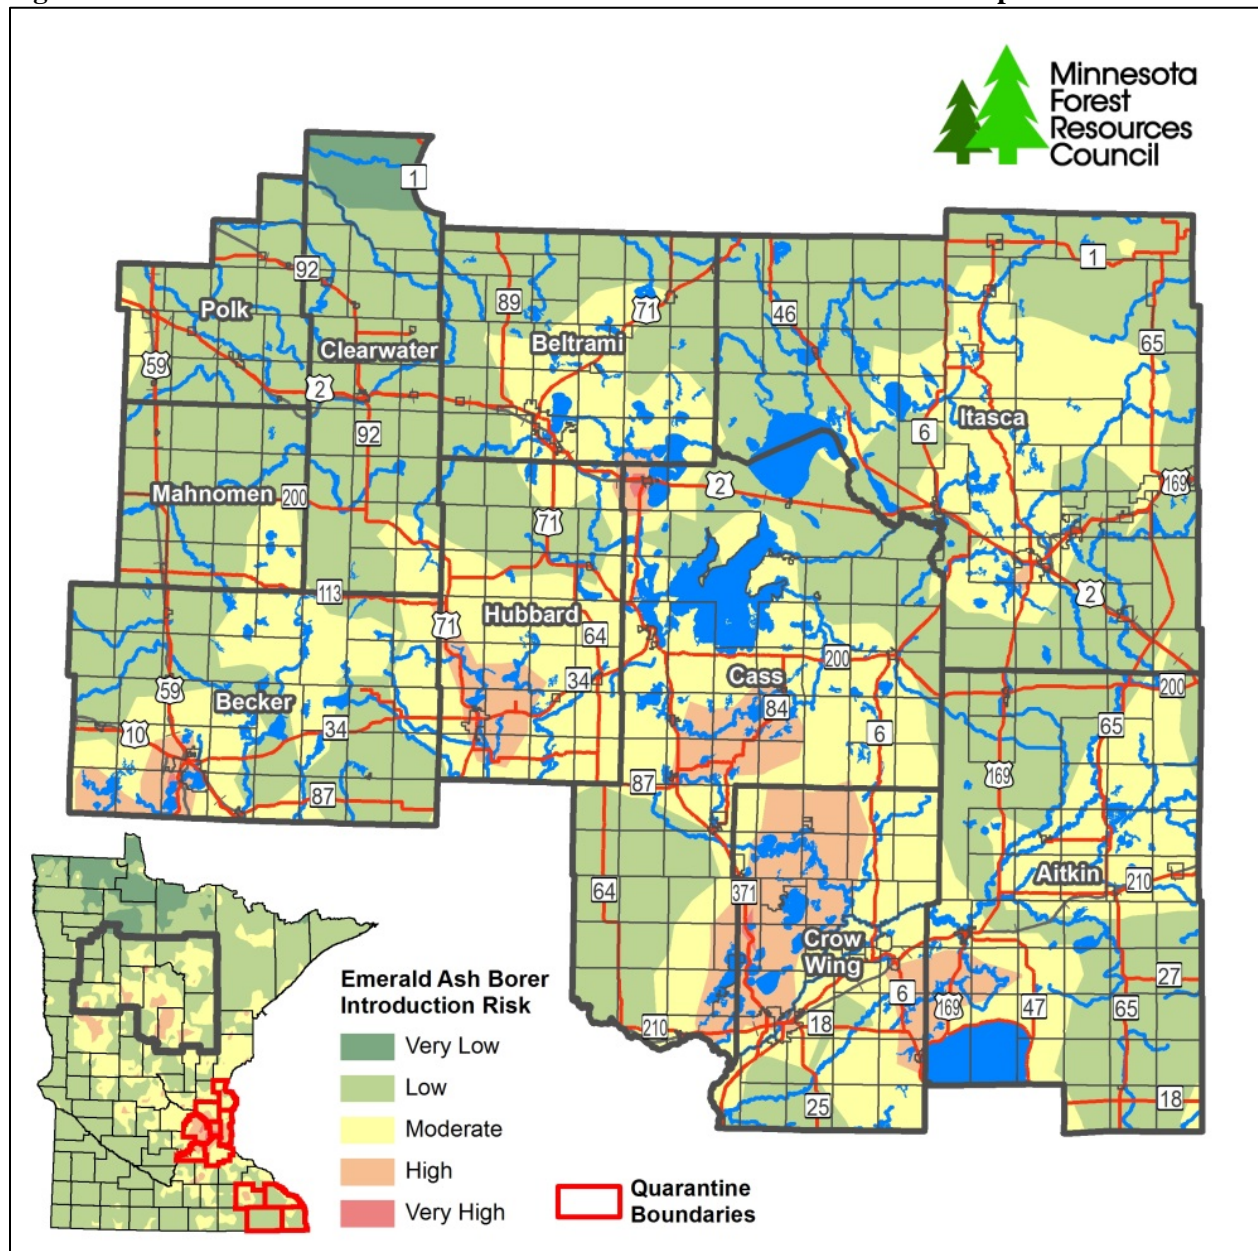 Minnesota
Forest
Resources
Council
1
92
Polk
89
71
46
1
Clearwater
Beltrami
65
59
2
92
6
Itasca
Mahnomen
200
71
2
169
113
71
Hubbard
64
2
59
Becker
34
34
Cass
200
200
10
84
65
6
87
87
169
64
371
Aitkin
210
Crow
Wing
6
169
47
65
27
210
18
25
18
Emerald Ash Borer
Introduction Risk
Very Low
Low
Moderate
High
Very High
Quarantine
Boundaries